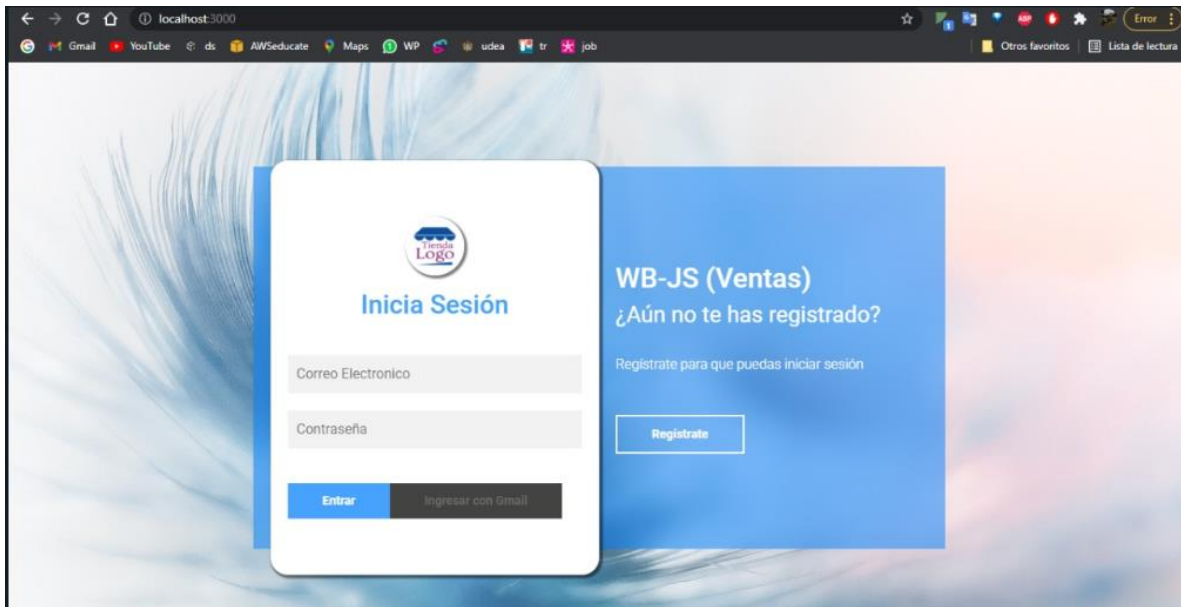 localhost:3000
Error
Gmail YouTube ds AWSeducate Maps WP udea tr job Otros favoritos Lista de lectura
Tienda
Logo
Inicia Sesión
Correo Electronico
Contraseña
Entrar Ingresar con Gmail
WB-JS (Ventas)
¿Aún no te has registrado?
Regístrate para que puedas iniciar sesión
Regístrate